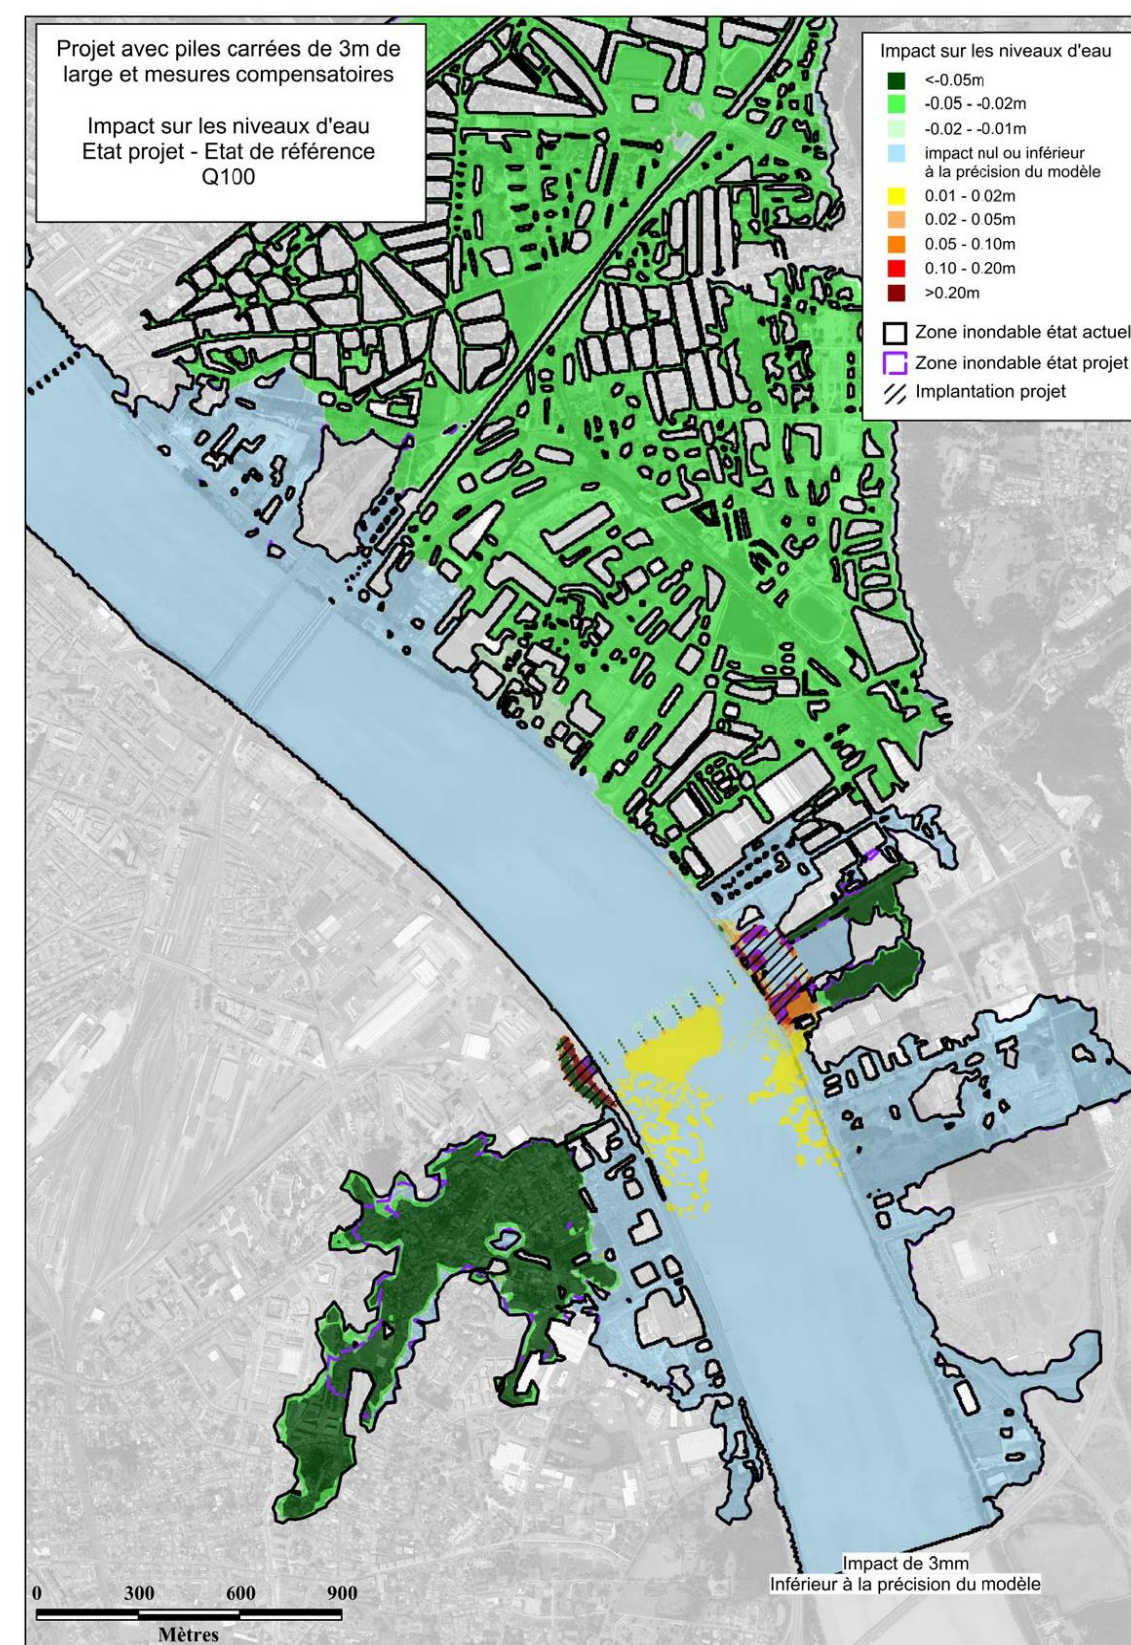 Projet avec piles carrées de 3m de
large et mesures compensatoires
Impact sur les niveaux d'eau
Etat projet - Etat de référence
Q100
Impact sur les niveaux d'eau
<-0.05m
-0.05 - -0.02m
-0.02 - -0.01m
impact nul ou inférieur
à la précision du modèle
0.01 - 0.02m
0.02 - 0.05m
0.05 - 0.10m
0.10 - 0.20m
>0.20m
Zone inondable état actuel
Zone inondable état projet
Implantation projet
Impact de 3mm
Inférieur à la précision du modèle
0 300 600 900
Mètres